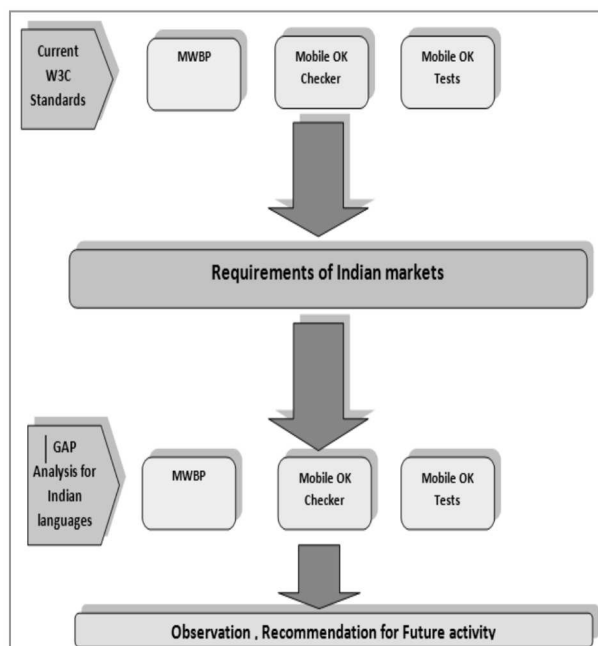 Current
W3C
Standards
MWBP
Mobile OK
Checker
Mobile OK
Tests
Requirements of Indian markets
GAP
Analysis for
Indian
languages
MWBP
Mobile OK
Checker
Mobile OK
Tests
Observation , Recommendation for Future activity